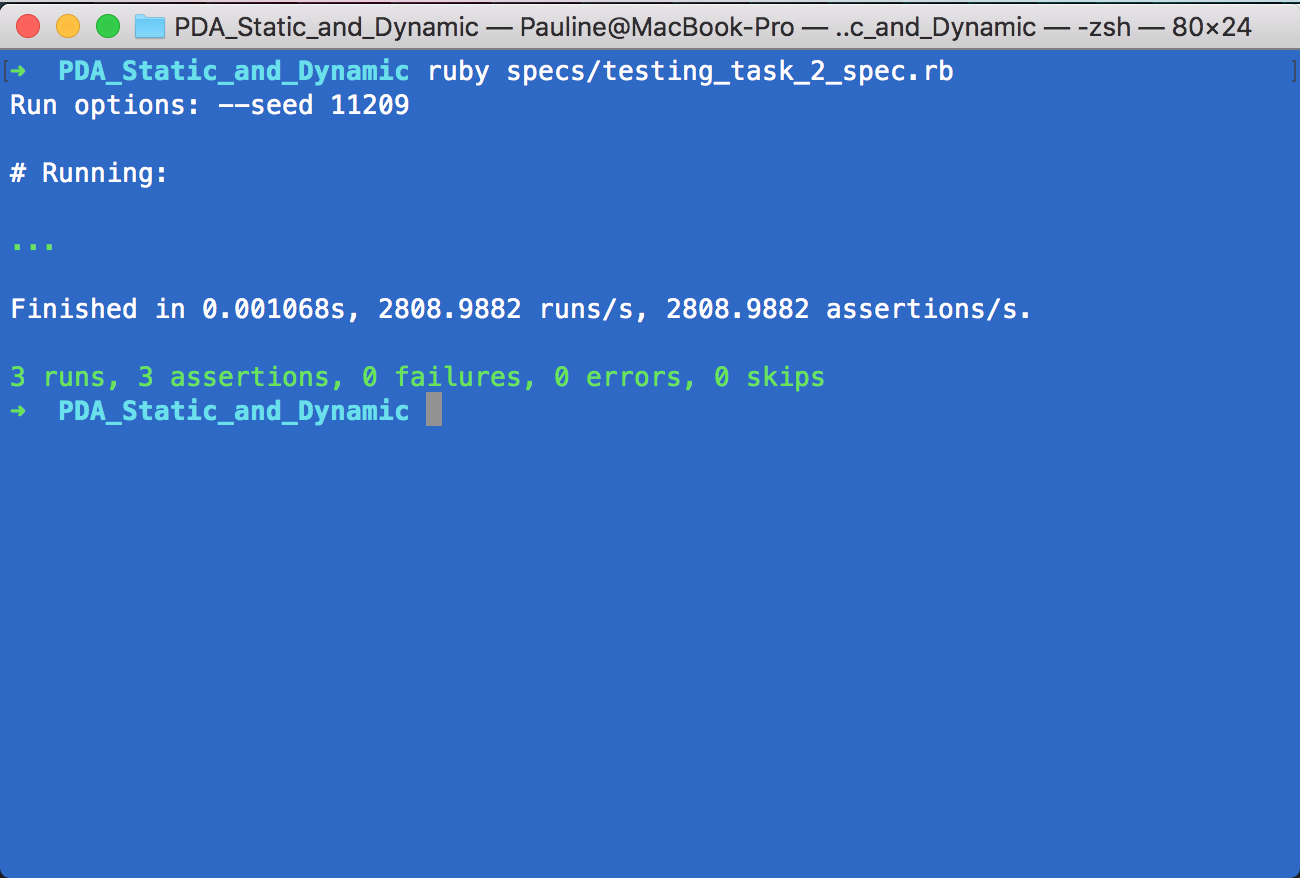 PDA_Static_and_Dynamic — Pauline@MacBook-Pro — ..c_and_Dynamic — -zsh — 80×24
[➜  PDA_Static_and_Dynamic ruby specs/testing_task_2_spec.rb ]
Run options: --seed 11209
# Running:
...
Finished in 0.001068s, 2808.9882 runs/s, 2808.9882 assertions/s.
3 runs, 3 assertions, 0 failures, 0 errors, 0 skips
➜  PDA_Static_and_Dynamic